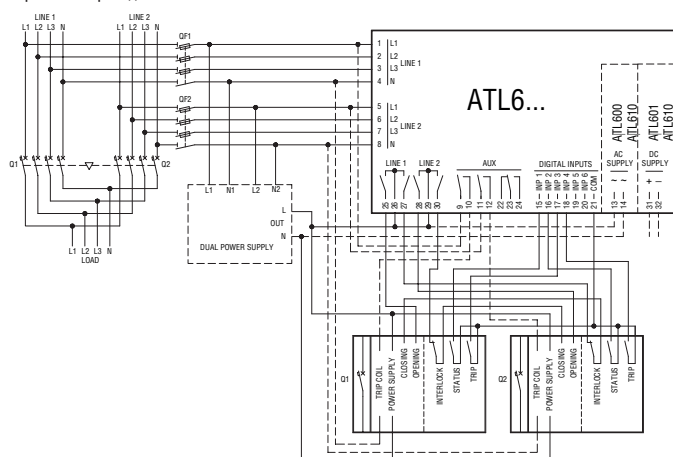 LINE 1 LINE 2
L1 L2 L3 N L1 L2 L3 N
QF1
1 L1
2 L2
3 L3
4 N
LINE 1
QF2
5 L1
6 L2
7 L3
8 N
LINE 2
ATL6...
ATL600
ATL610
ATL601
ATL610
AC
SUPPLY
DC
SUPPLY
~ ~
+ –
Q1 Q2
LINE 1 LINE 2 AUX DIGITAL INPUTS
25 26 27 28 29 30 9 10 11 12 22 23 24
15 – INP 1
16 – INP 2
17 – INP 3
18 – INP 4
19 – INP 5
20 – INP 6
21 – COM
13 14 31 32
L1 N1 L2 N2
L
OUT
N
DUAL POWER SUPPLY
L1 L2 L3 N
LOAD
Q1
TRIP COIL
POWER SUPPLY
CLOSING
OPENING
INTERLOCK
STATUS
TRIP
Q2
TRIP COIL
POWER SUPPLY
CLOSING
OPENING
INTERLOCK
STATUS
TRIP